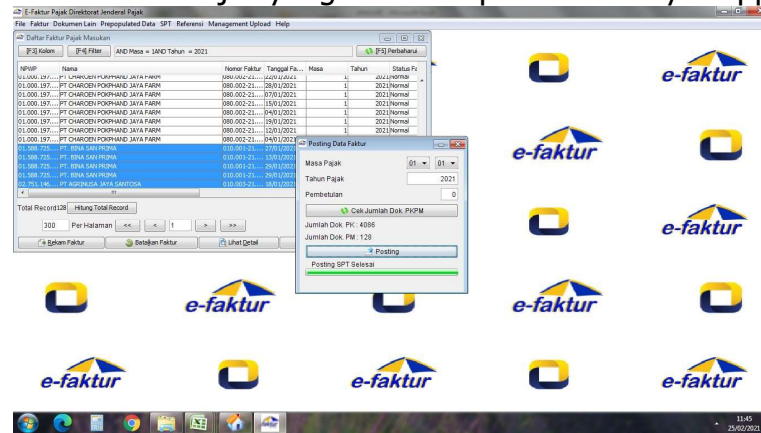 E-Faktur Pajak Direktorat Jenderal Pajak
File Faktur Dokumen Lain Prepopulated Data SPT Referensi Management Upload Help
Daftar Faktur Pajak Masukan
[F3] Kolom [F4] Filter AND Masa = 1AND Tahun = 2021 [F5] Perbaharui
NPWP Nama Nomor Faktur Tanggal Fa... Masa Tahun Status Fa
01.000.197.... PT CHAROEN POKPHAND JAYA FARM 080.002-21.... 22/01/2021 1 2021 Normal
01.000.197.... PT CHAROEN POKPHAND JAYA FARM 080.002-21.... 28/01/2021 1 2021 Normal
01.000.197.... PT CHAROEN POKPHAND JAYA FARM 080.002-21.... 07/01/2021 1 2021 Normal
01.000.197.... PT CHAROEN POKPHAND JAYA FARM 080.002-21.... 15/01/2021 1 2021 Normal
01.000.197.... PT CHAROEN POKPHAND JAYA FARM 080.002-21.... 04/01/2021 1 2021 Normal
01.000.197.... PT CHAROEN POKPHAND JAYA FARM 080.002-21.... 09/01/2021 1 2021 Normal
01.000.197.... PT CHAROEN POKPHAND JAYA FARM 080.002-21.... 12/01/2021 1 2021 Normal
01.000.197.... PT CHAROEN POKPHAND JAYA FARM 080.002-21.... 04/01/2021
01.588.725.... PT. BINA SAN PRIMA 010.001-21.... 27/01/2021
01.588.725.... PT. BINA SAN PRIMA 010.001-21.... 13/01/2021
01.588.725.... PT. BINA SAN PRIMA 010.001-21.... 29/01/2021
01.588.725.... PT. BINA SAN PRIMA 010.001-21.... 29/01/2021
02.751.146.... PT AGRINUSA JAYA SANTOSA 010.003-21.... 18/01/2021
Total Record128 Hitung Total Record
300 Per Halaman << < 1 > >>
Rekam Faktur Batalkan Faktur Lihat Detail
Posting Data Faktur
Masa Pajak 01 01
Tahun Pajak 2021
Pembetulan 0
Cek Jumlah Dok. PKPM
Jumlah Dok. PK : 4086
Jumlah Dok. PM : 128
Posting
Posting SPT Selesai
e-faktur
e-faktur
e-faktur
e-faktur
e-faktur
e-faktur
e-faktur
e-faktur
e-faktur
11:45
25/02/2021